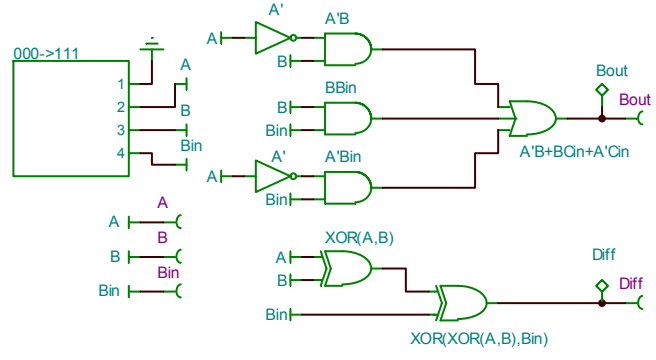 000->111
1
2
3
4
A
B
Bin
A'
A
A'B
B
BBin
B
Bin
A'
A
A'Bin
Bin
Bout
Bout
A'B+BCin+A'Cin
A
A
B
B
Bin
Bin
XOR(A,B)
A
B
Bin
XOR(XOR(A,B),Bin)
Diff
Diff